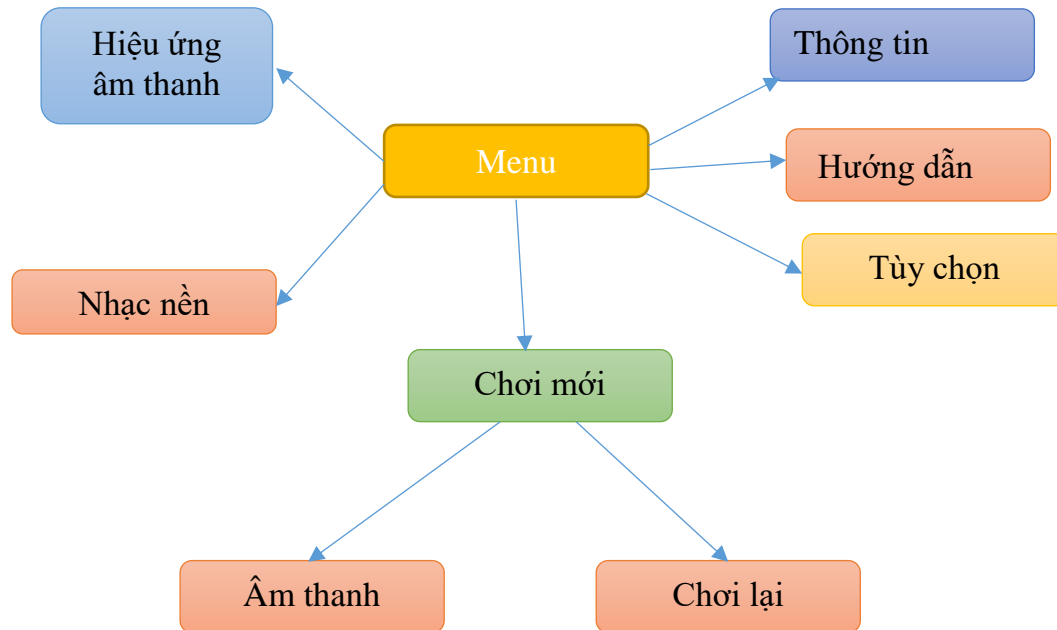 Hiệu ứng
âm thanh
Thông tin
Menu
Hướng dẫn
Tùy chọn
Nhạc nền
Chơi mới
Âm thanh
Chơi lại